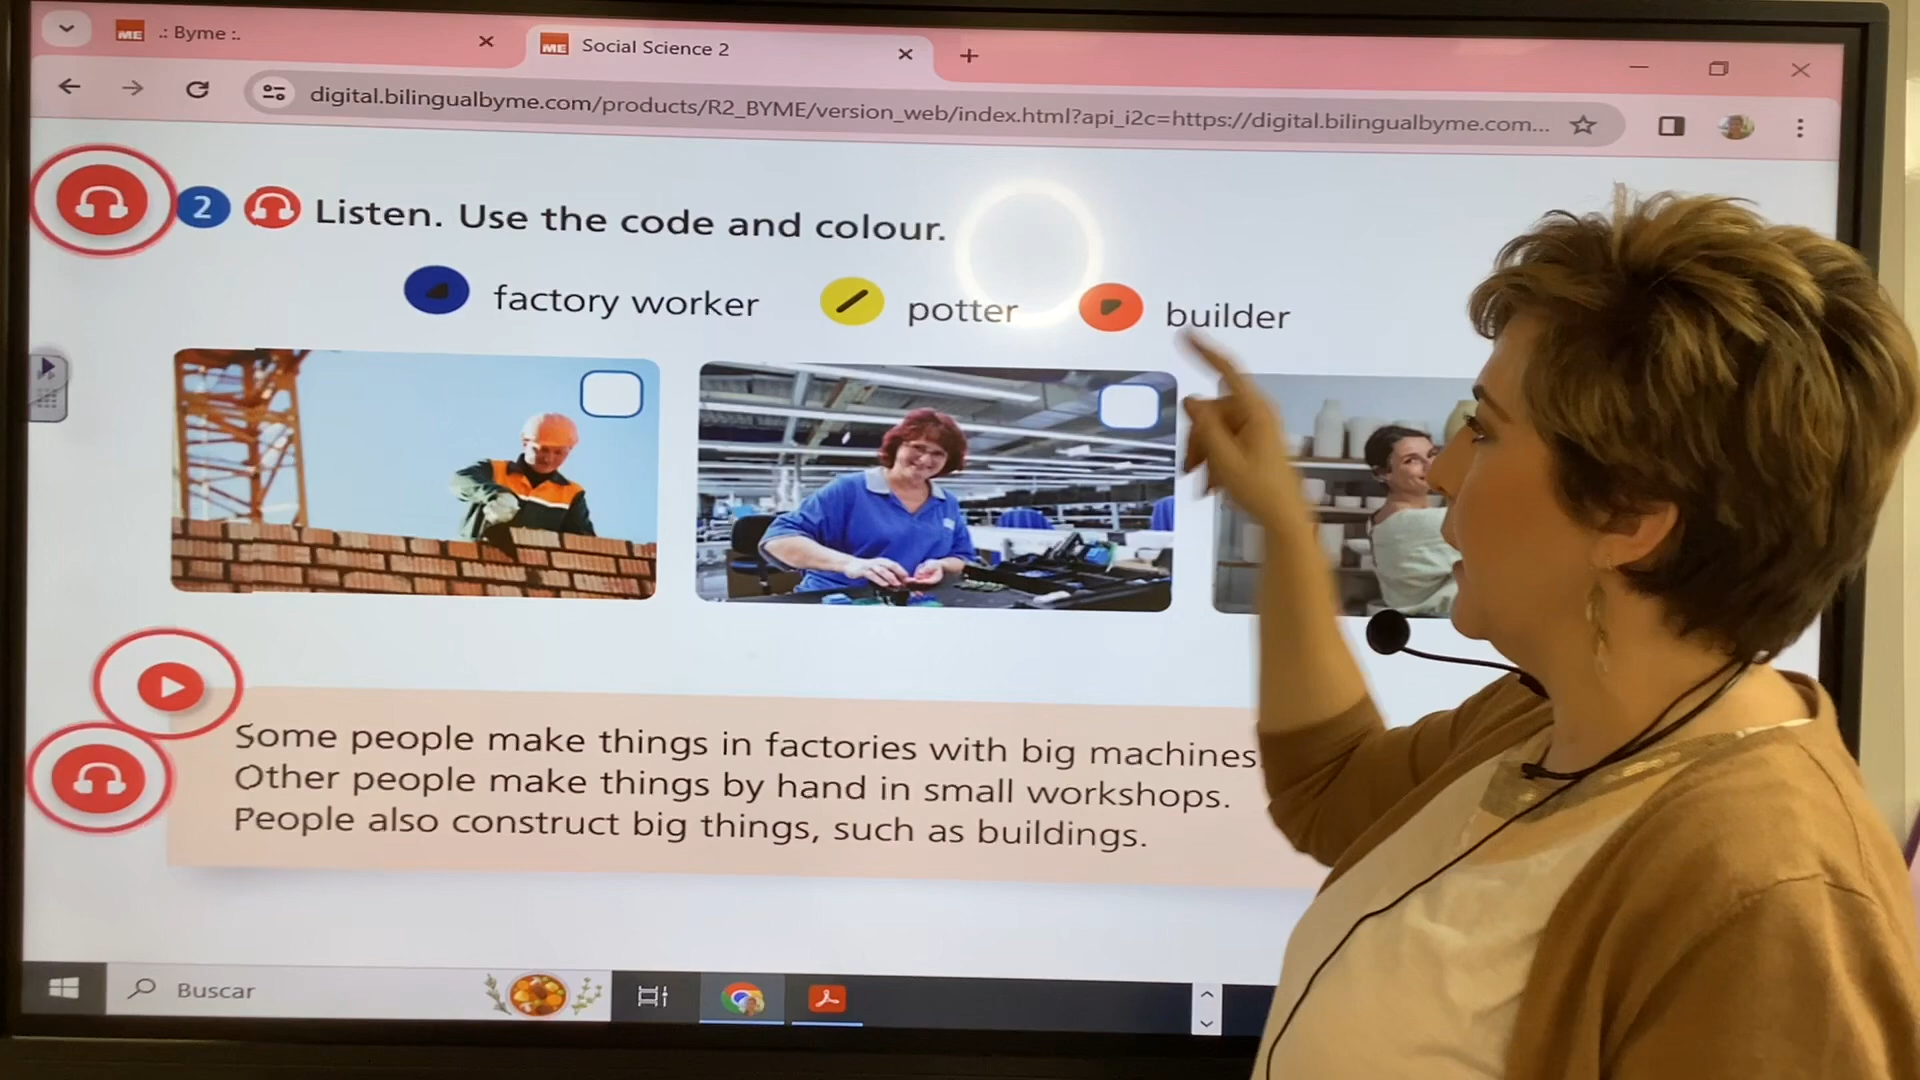 ME .: Byme :.
ME Social Science 2
digital.bilingualbyme.com/products/R2_BYME/version_web/index.html?api_i2c=https://digital.bilingualbyme.com...
2 Listen. Use the code and colour.
factory worker potter builder
Some people make things in factories with big machines.
Other people make things by hand in small workshops.
People also construct big things, such as buildings.
Buscar